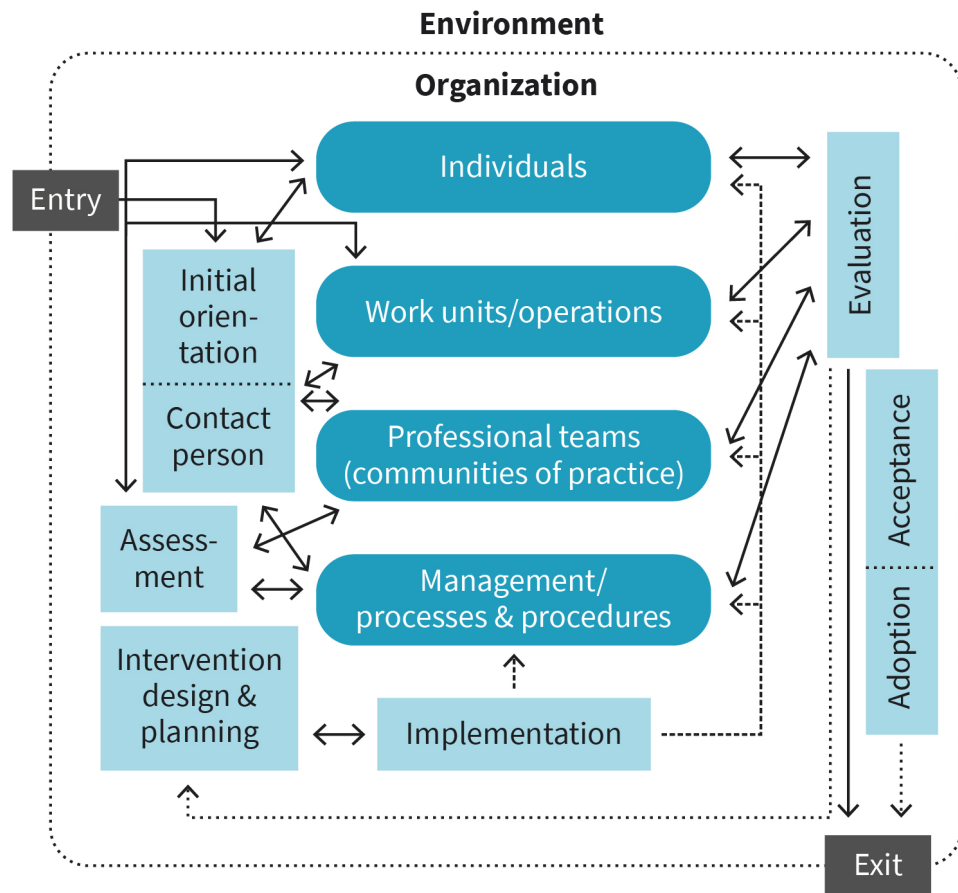 Environment
Organization
Individuals
Entry
Evaluation
Initial
orien-
tation
Work units/operations
Contact
person
Professional teams
(communities of practice)
Acceptance
Assess-
ment
Management/
processes & procedures
Adoption
Intervention
design &
planning
Implementation
Exit